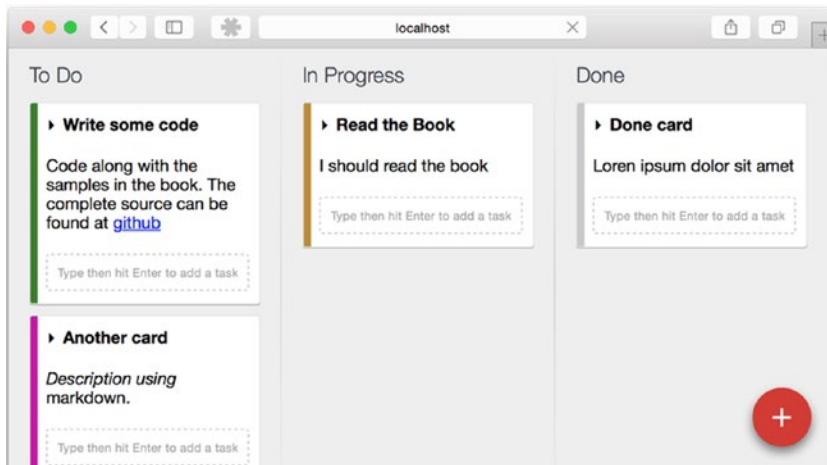 localhost
To Do
Write some code
Code along with the
samples in the book. The
complete source can be
found at github
Type then hit Enter to add a task
Another card
Description using
markdown.
Type then hit Enter to add a task
In Progress
Read the Book
I should read the book
Type then hit Enter to add a task
Done
Done card
Loren ipsum dolor sit amet
Type then hit Enter to add a task